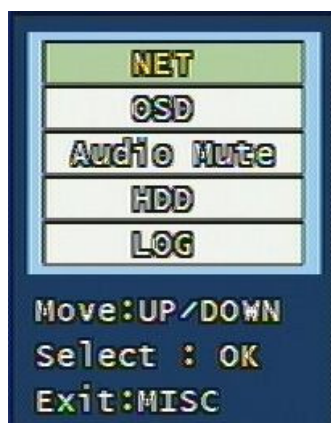 NET
OSD
Audio Mute
HDD
LOG
Move:UP/DOWN
Select : OK
Exit:MISC